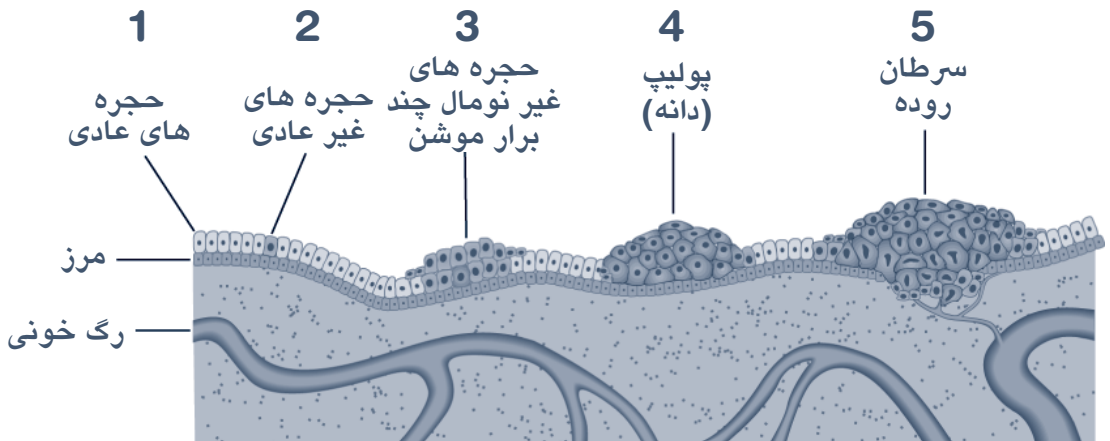 1
حجره
های عادی
2
حجره های
غیر عادی
3
حجره های
غیر نومال چند
برار موشن
4
پولیپ
(دانه)
5
سرطان
روده
مرز
رگ خونی